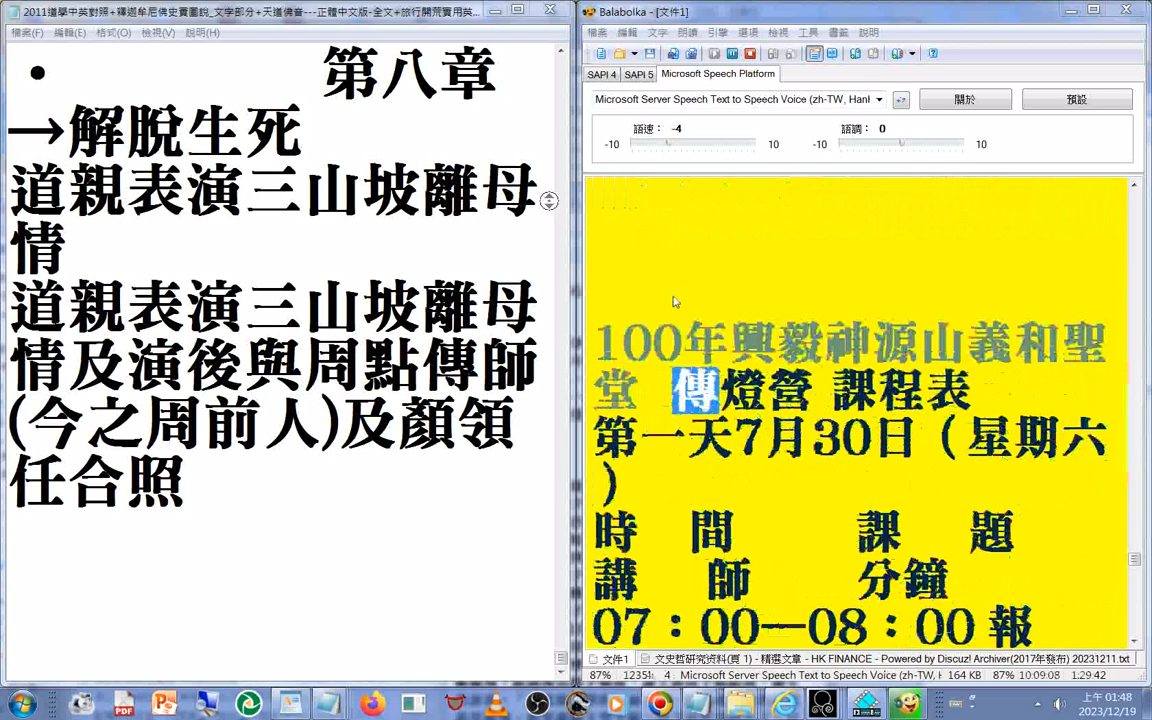 2011道學中英對照+釋迦牟尼佛史實圖說_文字部分+天道佛音---正體中文版-全文+旅行開荒實用英...
檔案(F) 編輯(E) 格式(O) 檢視(V) 說明(H)
• 第八章
→解脫生死
道親表演三山坡離母
情
道親表演三山坡離母
情及演後與周點傳師
(今之周前人)及顏領
任合照
Balabolka - [文件1]
檔案 編輯 文字 朗讀 引擎 選項 檢視 工具 書籤 說明
SAPI 4 SAPI 5 Microsoft Speech Platform
Microsoft Server Speech Text to Speech Voice (zh-TW, Hanl
關於 預設
語速： -4 語調： 0
-10 10 -10 10
100年興毅神源山義和聖
堂 傳燈營 課程表
第一天7月30日（星期六
）
時 間 課 題
講 師 分鐘
07：00—08：00 報
文件1 文史哲研究资料(頁 1) - 精選文章 - HK FINANCE - Powered by Discuz! Archiver(2017年發布) 20231211.txt
87% 4 Microsoft Server Speech Text to Speech Voice (zh-TW, H 164 KB 87% 10:09:08 1:29:42
上午 01:48
2023/12/19